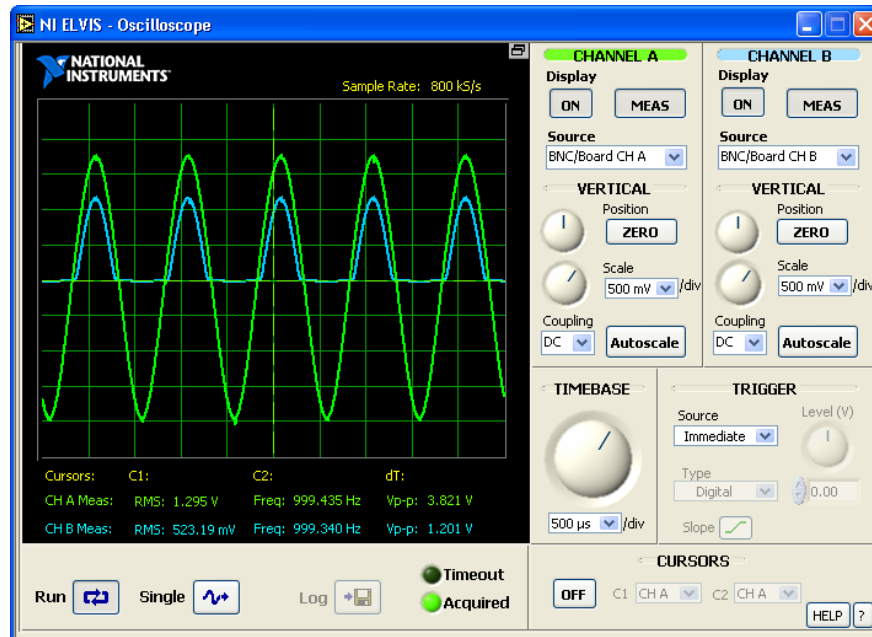 NI ELVIS - Oscilloscope
NATIONAL
INSTRUMENTS
Sample Rate: 800 kS/s
Cursors: C1: C2: dT:
CH A Meas: RMS: 1.295 V Freq: 999.435 Hz Vp-p: 3.821 V
CH B Meas: RMS: 523.19 mV Freq: 999.340 Hz Vp-p: 1.201 V
Run Single Log
Timeout
Acquired
CHANNEL A
Display
ON MEAS
Source
BNC/Board CH A
VERTICAL
Position
ZERO
Scale
500 mV /div
Coupling
DC Autoscale
CHANNEL B
Display
ON MEAS
Source
BNC/Board CH B
VERTICAL
Position
ZERO
Scale
500 mV /div
Coupling
DC Autoscale
TIMEBASE
500 µs /div
TRIGGER
Source
Immediate
Level (V)
Type
Digital
0.00
Slope
CURSORS
OFF C1 CH A C2 CH A
HELP ?